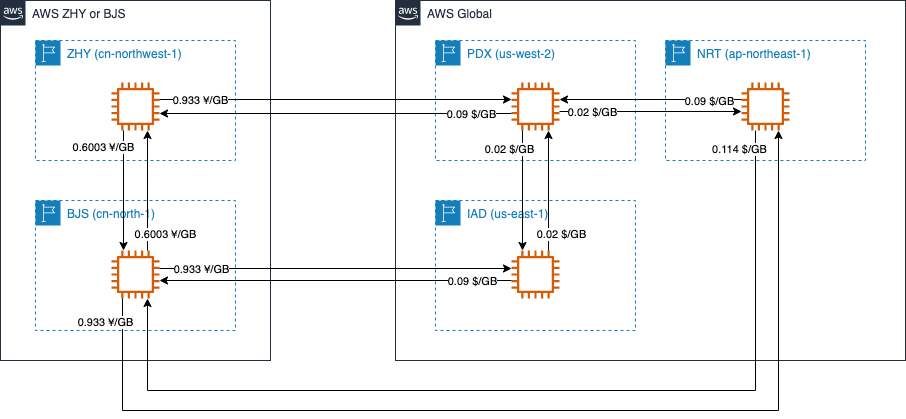 aws
AWS ZHY or BJS
aws
AWS Global
ZHY (cn-northwest-1)
PDX (us-west-2)
NRT (ap-northeast-1)
0.933 ¥/GB
0.09 $/GB
0.09 $/GB
0.02 $/GB
0.6003 ¥/GB
0.02 $/GB
0.114 $/GB
BJS (cn-north-1)
IAD (us-east-1)
0.6003 ¥/GB
0.02 $/GB
0.933 ¥/GB
0.09 $/GB
0.933 ¥/GB